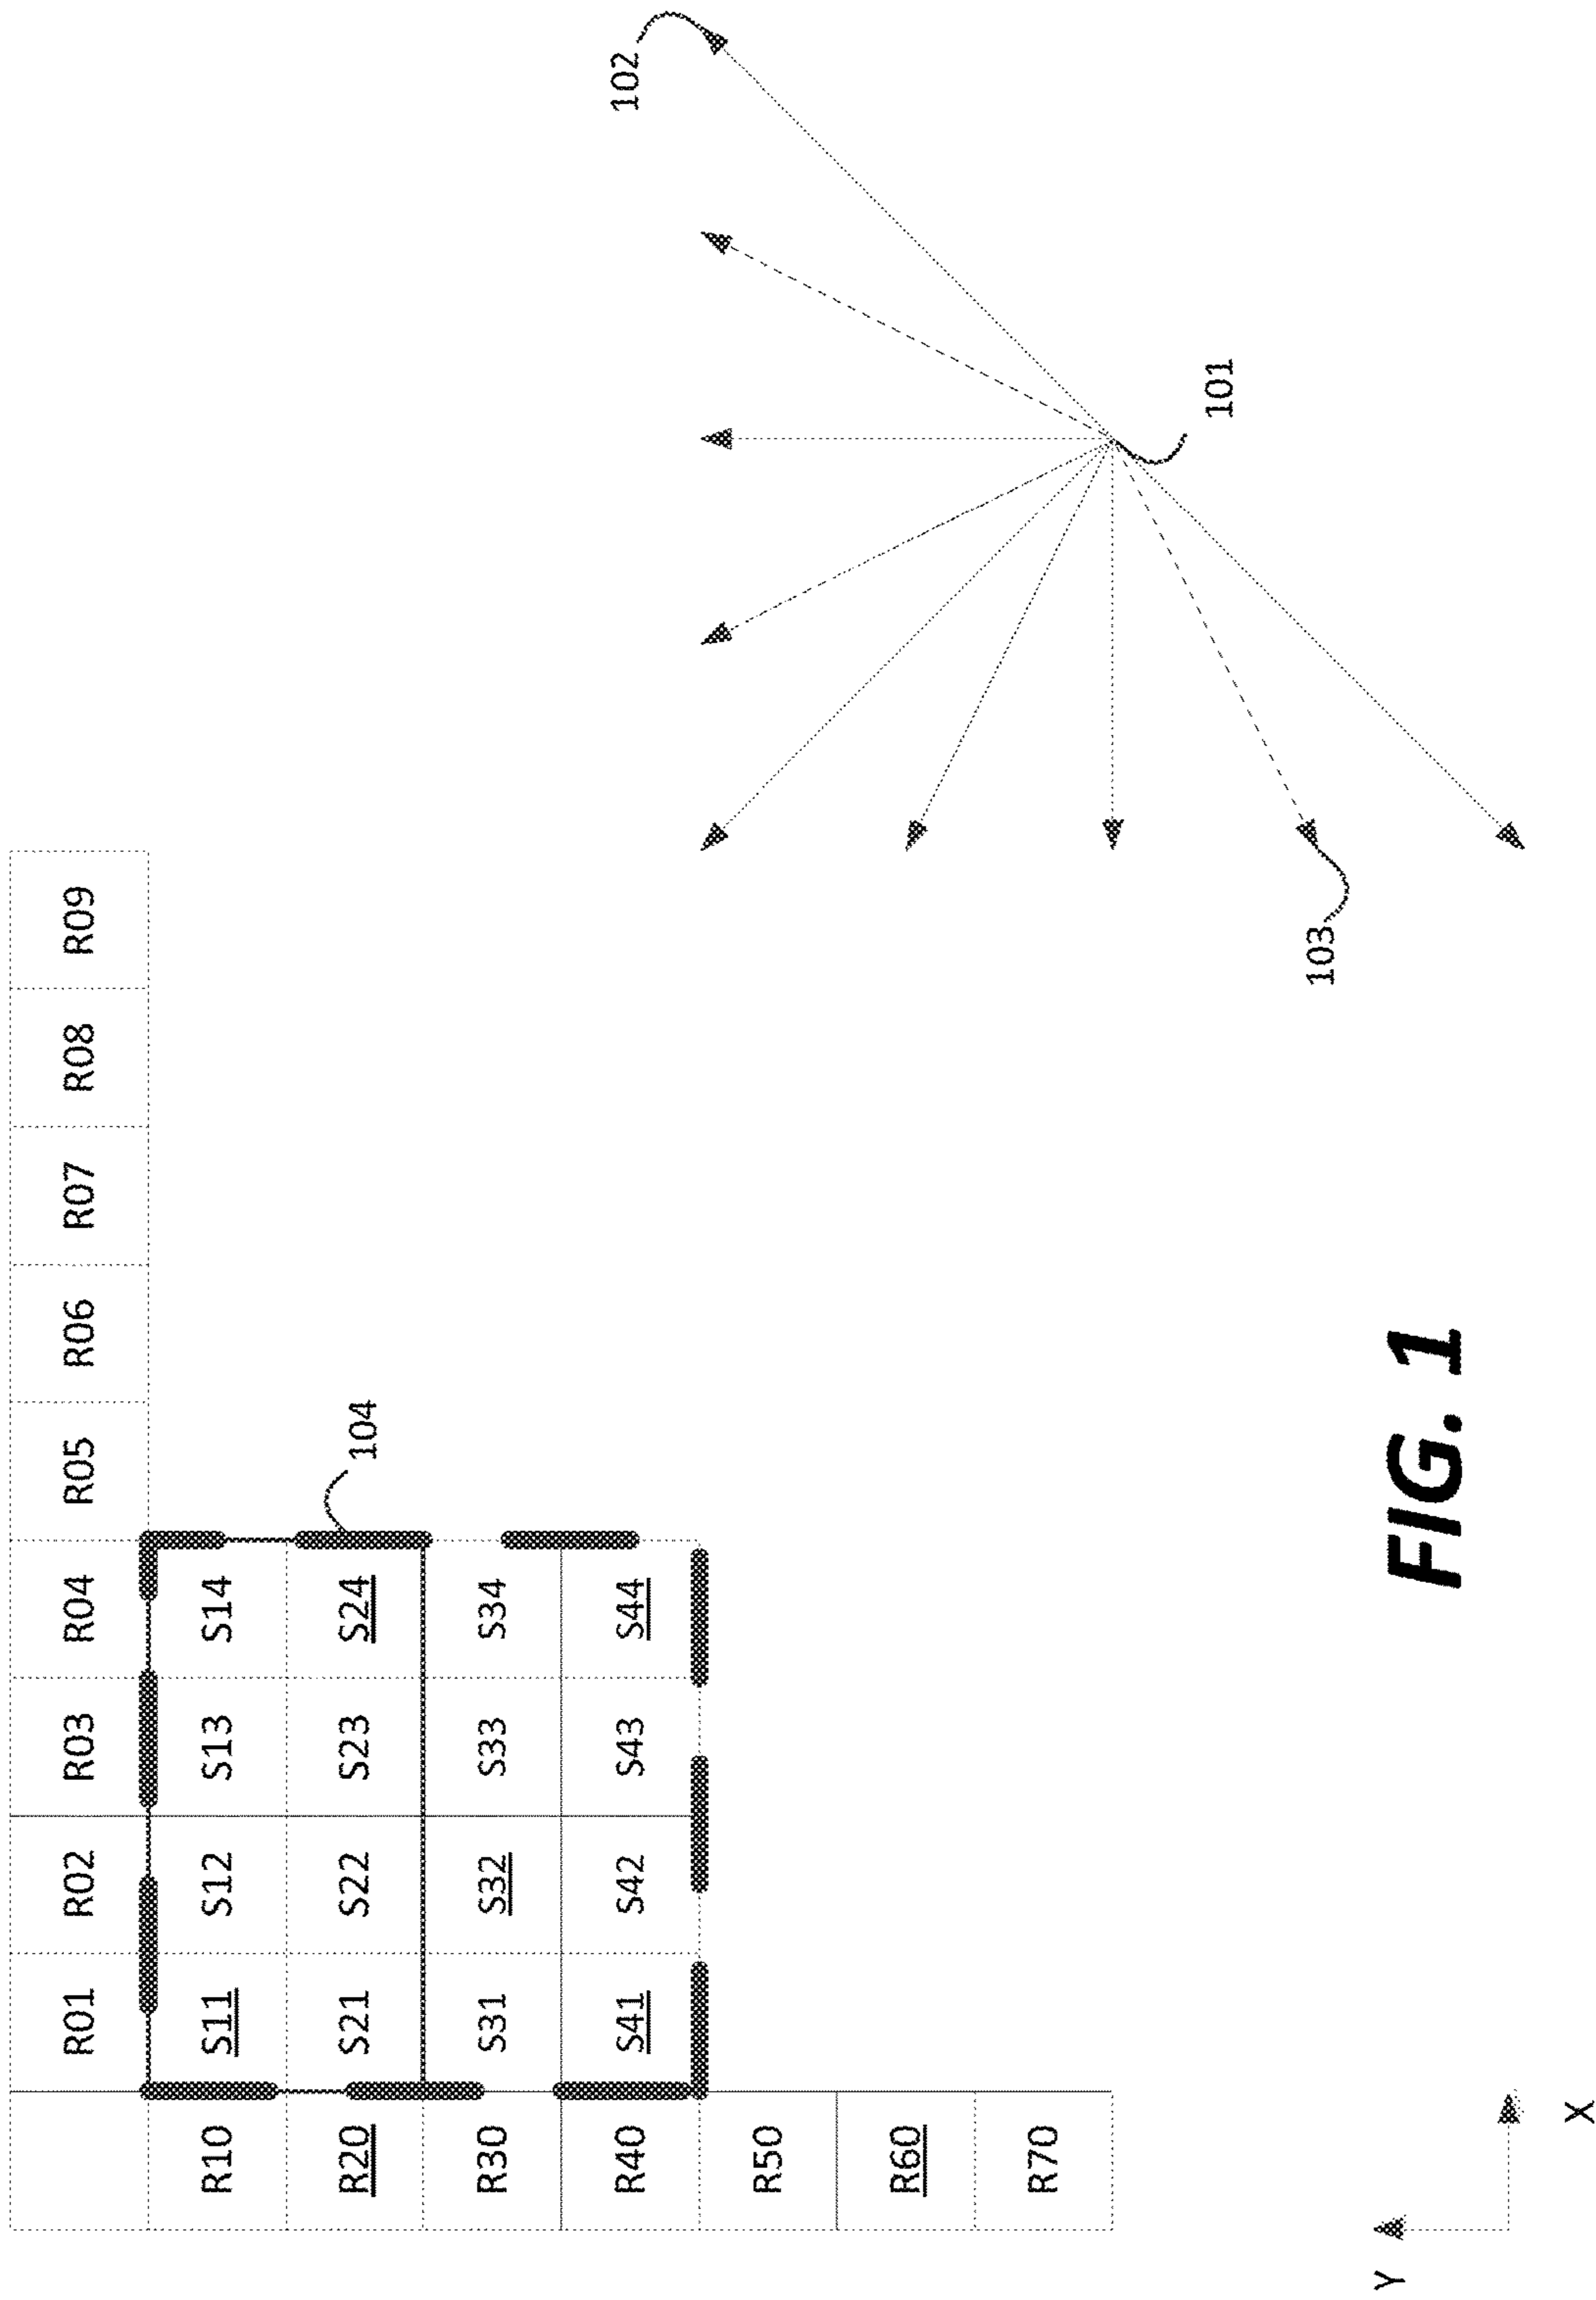 R01 R02 R03 R04 R05 R06 R07 R08 R09
R10 S11 S12 S13 S14
R20 S21 S22 S23 S24
104
R30 S31 S32 S33 S34
R40 S41 S42 S43 S44
R50
R60
R70
102
101
103
Y
X
FIG. 1